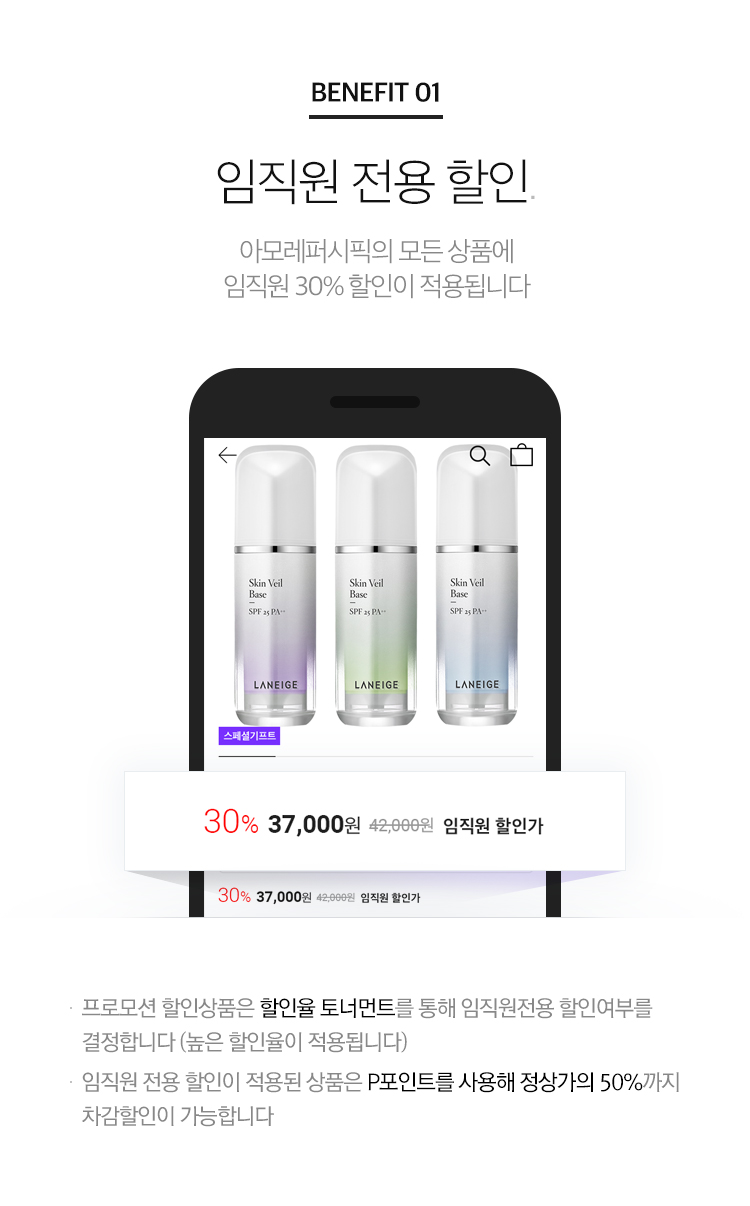 BENEFIT 01
임직원 전용 할인.
아모레퍼시픽의 모든 상품에
임직원 30% 할인이 적용됩니다
Skin Veil
Base
SPF 25 PA++
LANEIGE
Skin Veil
Base
SPF 25 PA++
LANEIGE
Skin Veil
Base
SPF 25 PA++
LANEIGE
스페셜기프트
30% 37,000원 42,000원 임직원 할인가
30% 37,000원 42,000원 임직원 할인가
· 프로모션 할인상품은 할인율 토너먼트를 통해 임직원전용 할인여부를
결정합니다 (높은 할인율이 적용됩니다)
· 임직원 전용 할인이 적용된 상품은 P포인트를 사용해 정상가의 50%까지
차감할인이 가능합니다